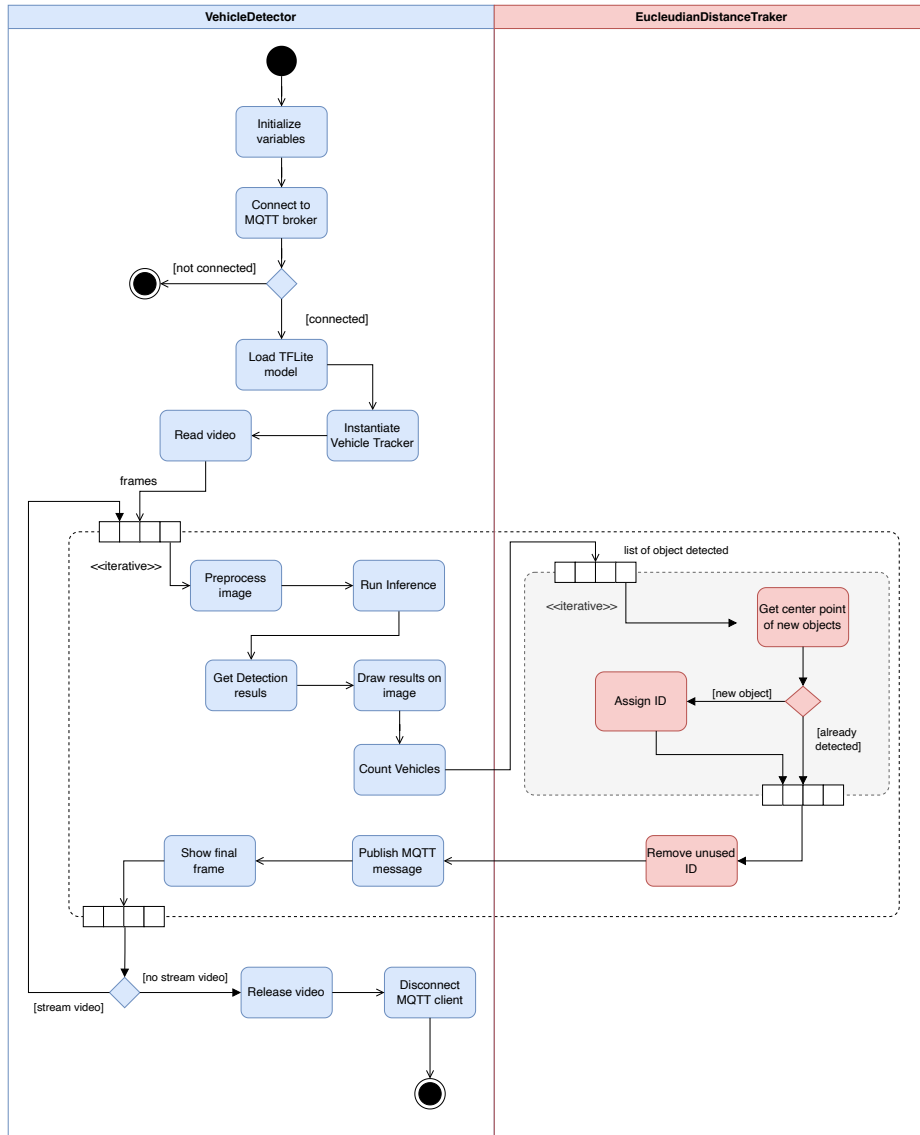 VehicleDetector
EucleudianDistanceTraker
Initialize
variables
Connect to
MQTT broker
[not connected]
[connected]
Load TFLite
model
Instantiate
Vehicle Tracker
Read video
frames
<<iterative>>
Preprocess
image
Run Inference
Get Detection
resuls
Draw results on
image
Count Vehicles
list of object detected
<<iterative>>
Get center point
of new objects
[new object]
Assign ID
[already
detected]
Remove unused
ID
Publish MQTT
message
Show final
frame
[no stream video]
[stream video]
Release video
Disconnect
MQTT client